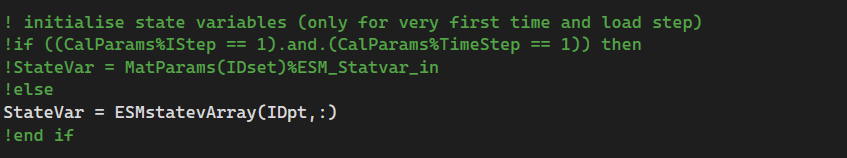 ! initialise state variables (only for very first time and load step)
!if ((CalParams%IStep == 1).and.(CalParams%TimeStep == 1)) then
!StateVar = MatParams(IDset)%ESM_Statvar_in
!else
StateVar = ESMstatevArray(IDpt,:)
!end if